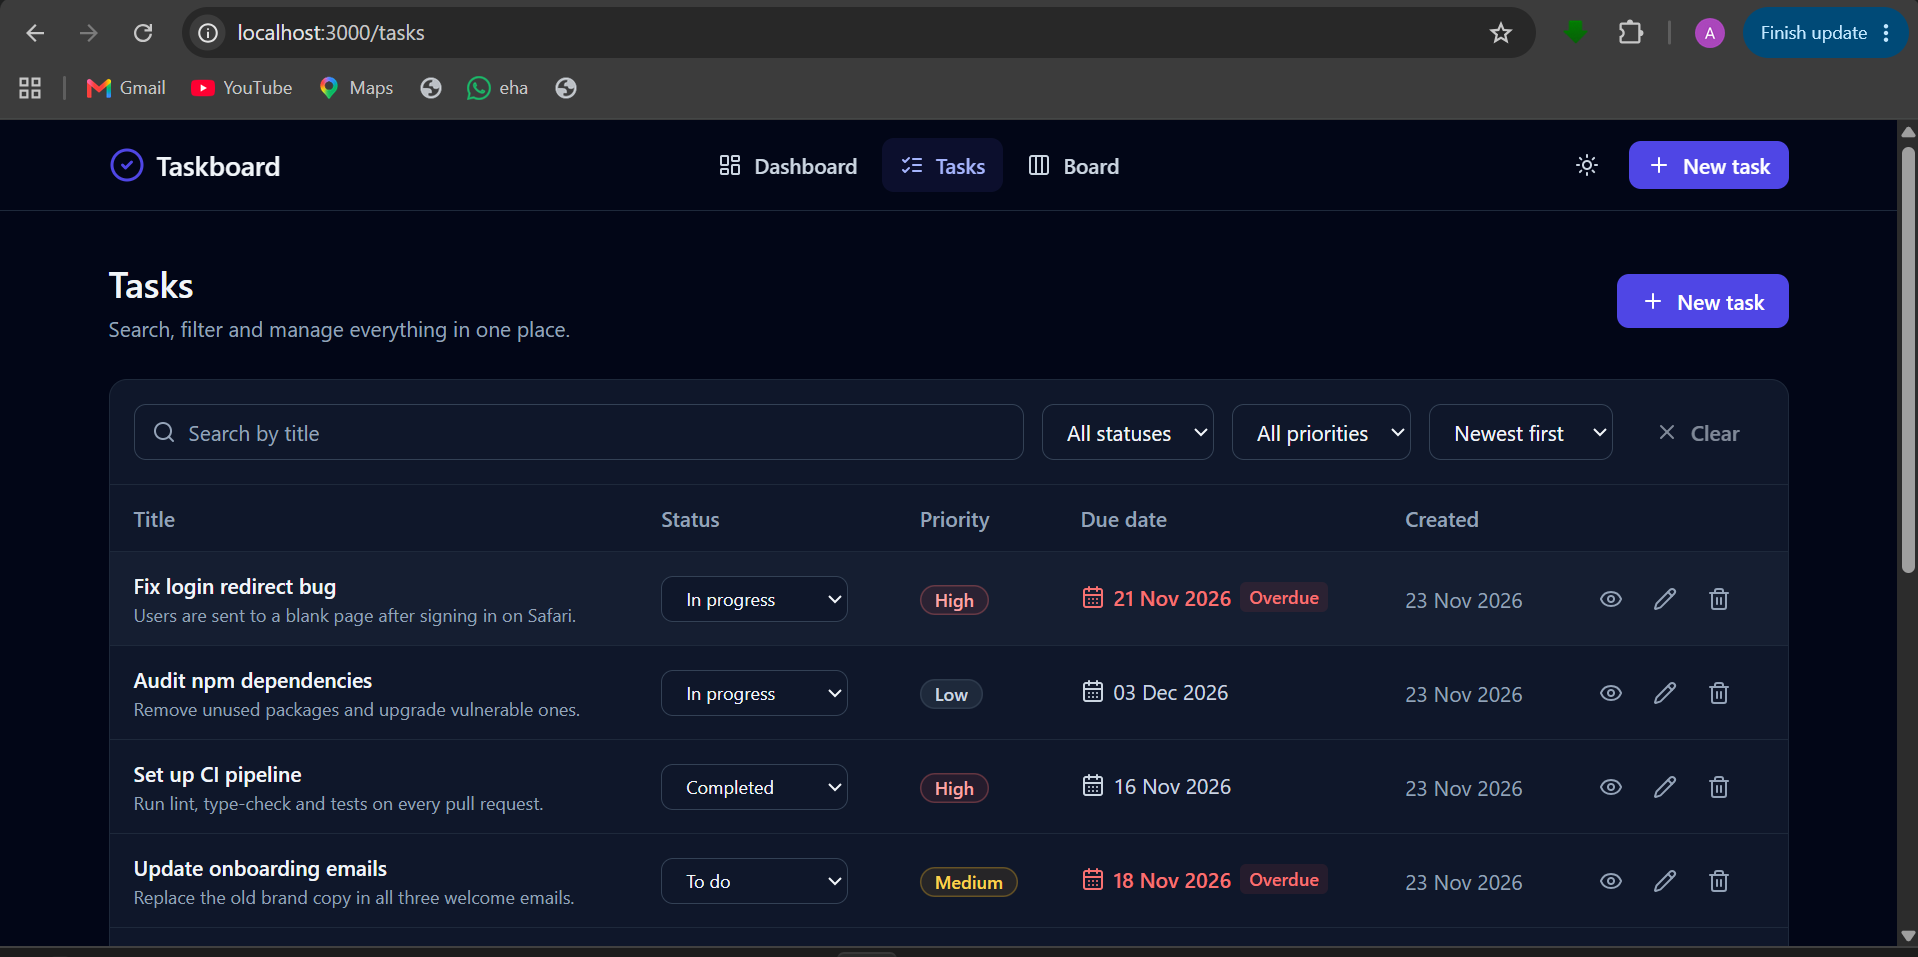 localhost:3000/tasks
A
Finish update
Gmail
YouTube
Maps
eha
Taskboard
Dashboard
Tasks
Board
New task
Tasks
Search, filter and manage everything in one place.
New task
Search by title
All statuses
All priorities
Newest first
Clear
Title Status Priority Due date Created
Fix login redirect bug
Users are sent to a blank page after signing in on Safari.
In progress
High
21 Nov 2026 Overdue
23 Nov 2026
Audit npm dependencies
Remove unused packages and upgrade vulnerable ones.
In progress
Low
03 Dec 2026
23 Nov 2026
Set up CI pipeline
Run lint, type-check and tests on every pull request.
Completed
High
16 Nov 2026
23 Nov 2026
Update onboarding emails
Replace the old brand copy in all three welcome emails.
To do
Medium
18 Nov 2026 Overdue
23 Nov 2026